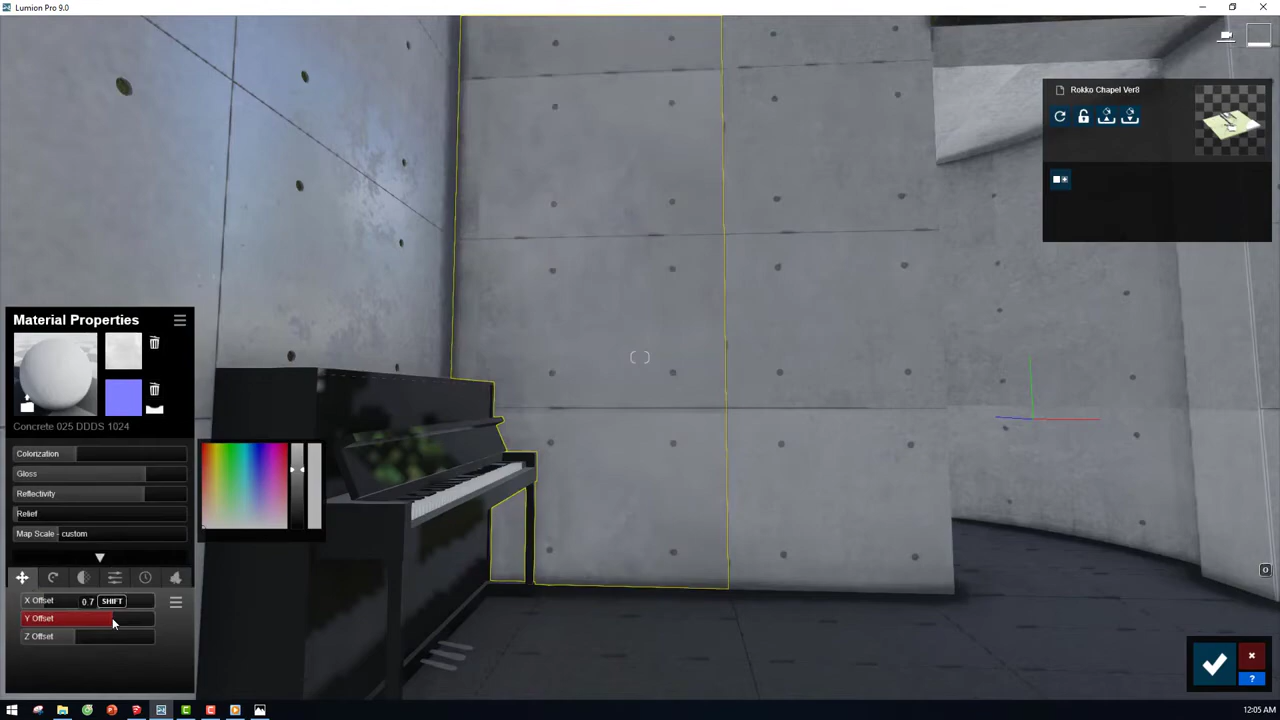 Lumion Pro 9.0
Rokko Chapel Ver8
Material Properties
Concrete 025 DDDS 1024
Colorization
Gloss
Reflectivity
Relief
Map Scale - custom
X Offset 0.7 SHIFT
Y Offset
Z Offset
?
12:05 AM